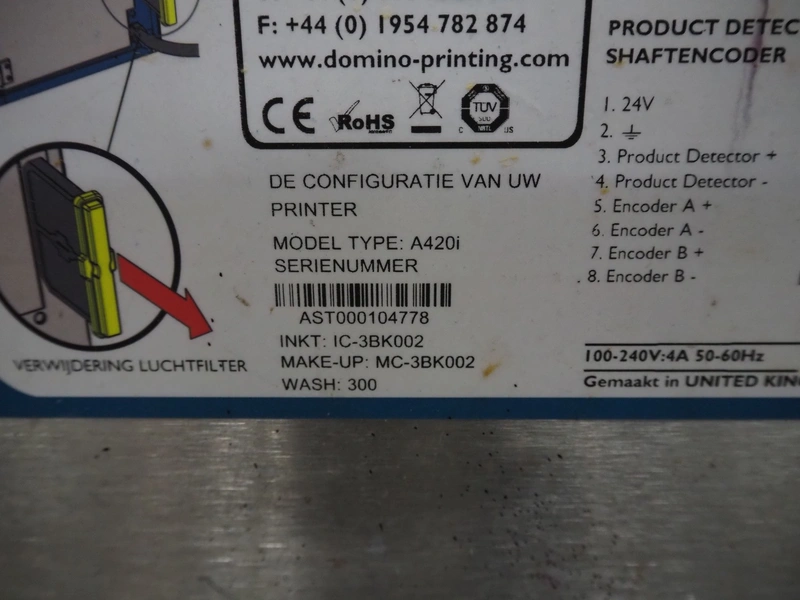 F: +44 (0) 1954 782 874
www.domino-printing.com
CE
RoHS
TUV
SUD
C
US
DE CONFIGURATIE VAN UW
PRINTER
MODEL TYPE: A420i
SERIENUMMER
AST000104778
INKT: IC-3BK002
MAKE-UP: MC-3BK002
WASH: 300
VERWIJDERING LUCHTFILTER
PRODUCT DETEC
SHAFTENCODER
1. 24V
2.
3. Product Detector +
4. Product Detector -
5. Encoder A +
6. Encoder A -
7. Encoder B +
8. Encoder B -
100-240V:4A 50-60Hz
Gemaakt in UNITED KIN